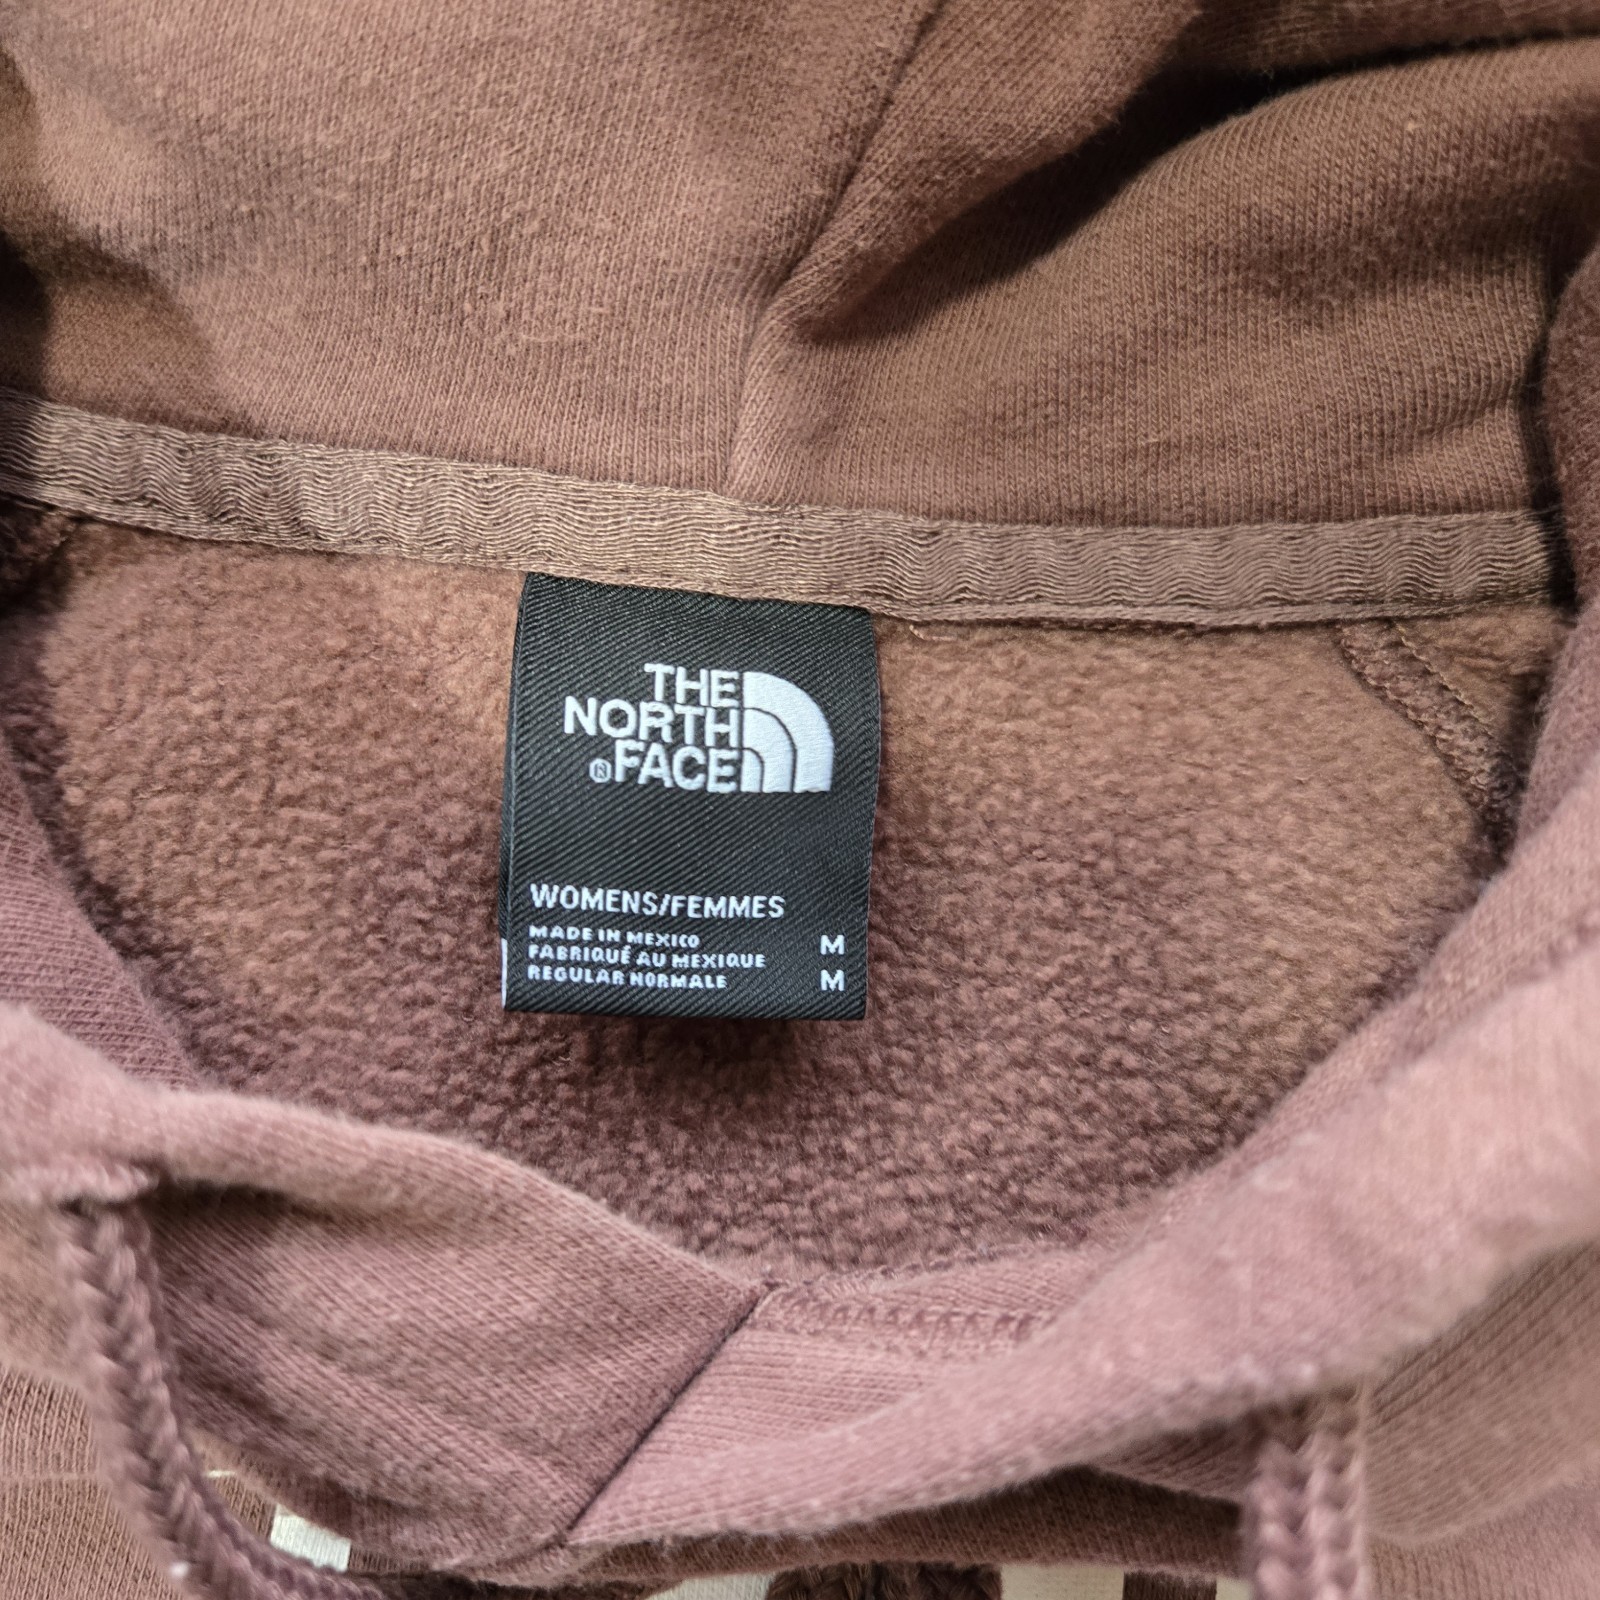 THE
NORTH
®FACE
WOMENS/FEMMES
MADE IN MEXICO M
FABRIQUÉ AU MEXIQUE M
REGULAR NORMALE